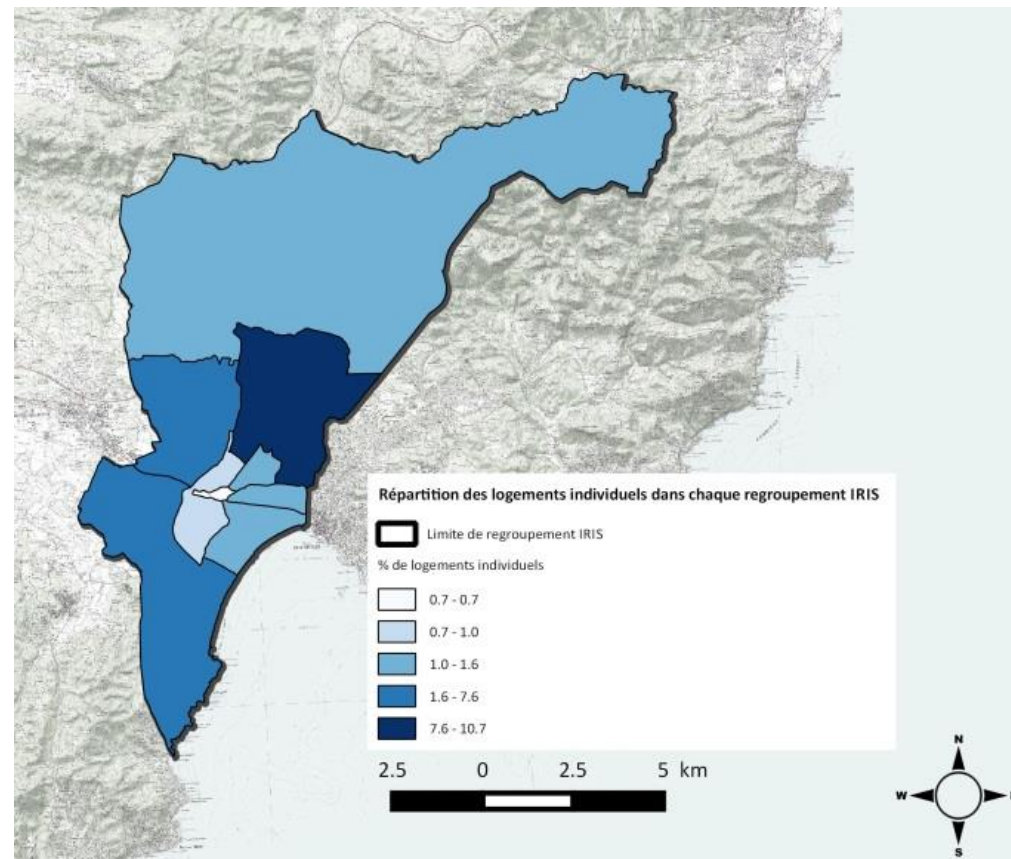 Répartition des logements individuels dans chaque regroupement IRIS
Limite de regroupement IRIS
% de logements individuels
0.7 - 0.7
0.7 - 1.0
1.0 - 1.6
1.6 - 7.6
7.6 - 10.7
2.5 0 2.5 5 km
N
W
S